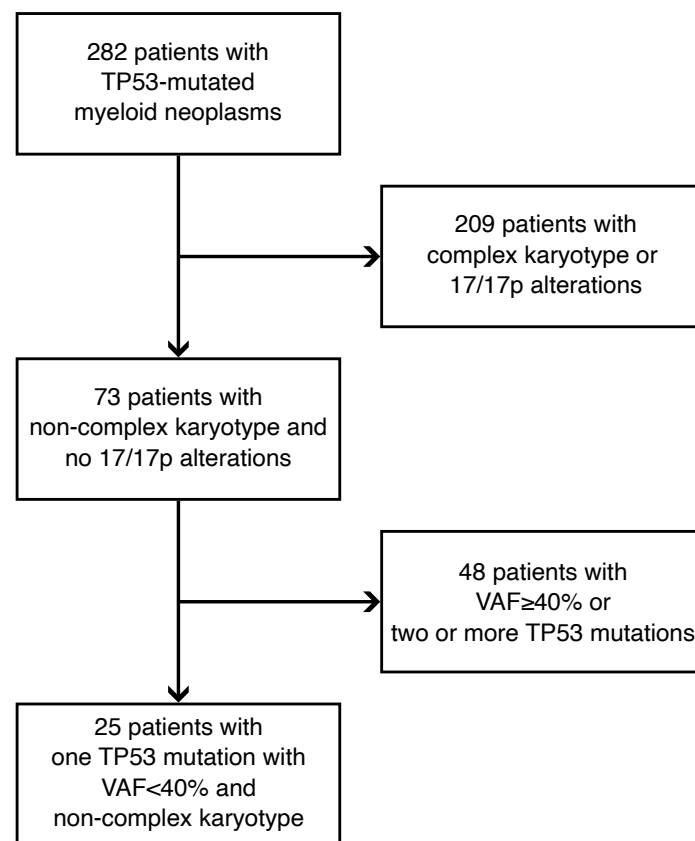 282 patients with
TP53-mutated
myeloid neoplasms
209 patients with
complex karyotype or
17/17p alterations
73 patients with
non-complex karyotype and
no 17/17p alterations
48 patients with
VAF≥40% or
two or more TP53 mutations
25 patients with
one TP53 mutation with
VAF<40% and
non-complex karyotype